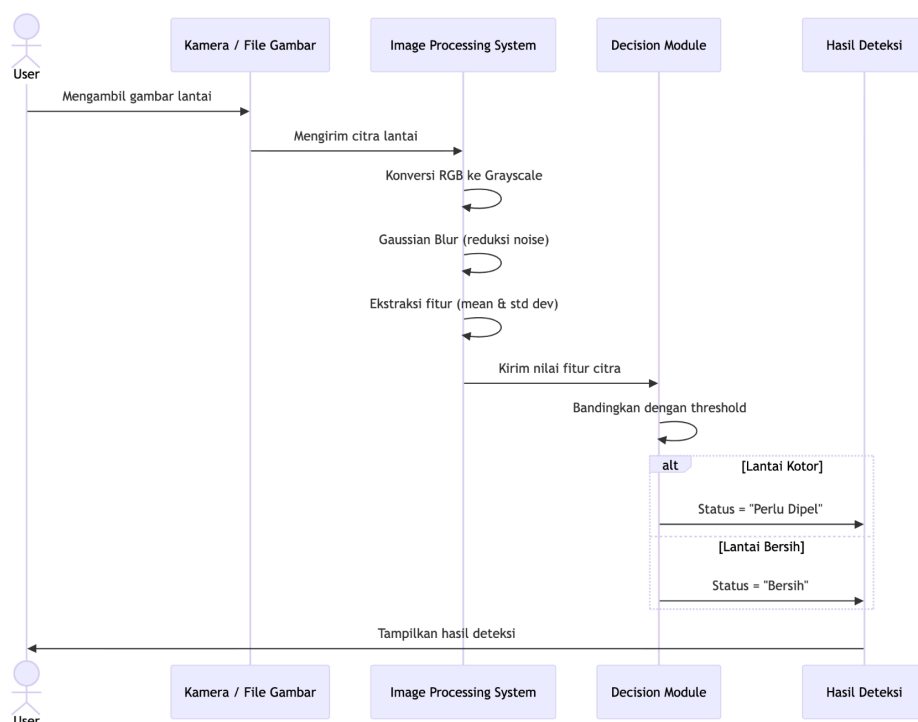 User
Kamera / File Gambar
Image Processing System
Decision Module
Hasil Deteksi
Mengambil gambar lantai
Mengirim citra lantai
Konversi RGB ke Grayscale
Gaussian Blur (reduksi noise)
Ekstraksi fitur (mean & std dev)
Kirim nilai fitur citra
Bandingkan dengan threshold
alt
[Lantai Kotor]
Status = "Perlu Dipel"
[Lantai Bersih]
Status = "Bersih"
Tampilkan hasil deteksi
User
Kamera / File Gambar
Image Processing System
Decision Module
Hasil Deteksi